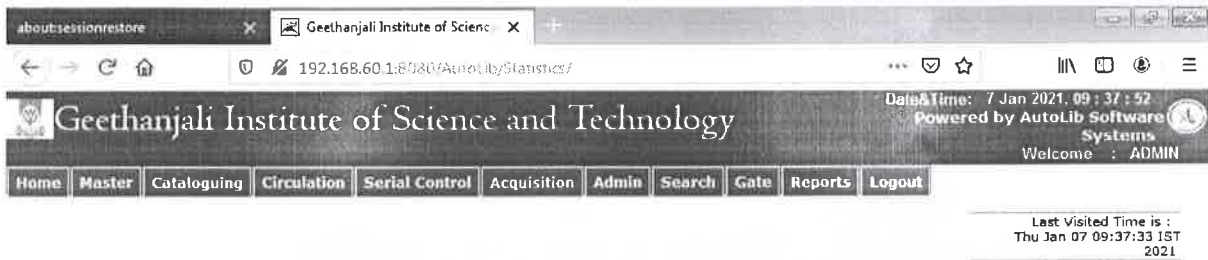 about:sessionrestore
Geethanjali Institute of Scienc
192.168.60.1:8080/AutoLib/Statistics/
Geethanjali Institute of Science and Technology
Date&Time: 7 Jan 2021, 09 : 37 : 52
Powered by AutoLib Software
Systems
Welcome : ADMIN
Home Master Cataloguing Circulation Serial Control Acquisition Admin Search Gate Reports Logout
Last Visited Time is :
Thu Jan 07 09:37:33 IST
2021